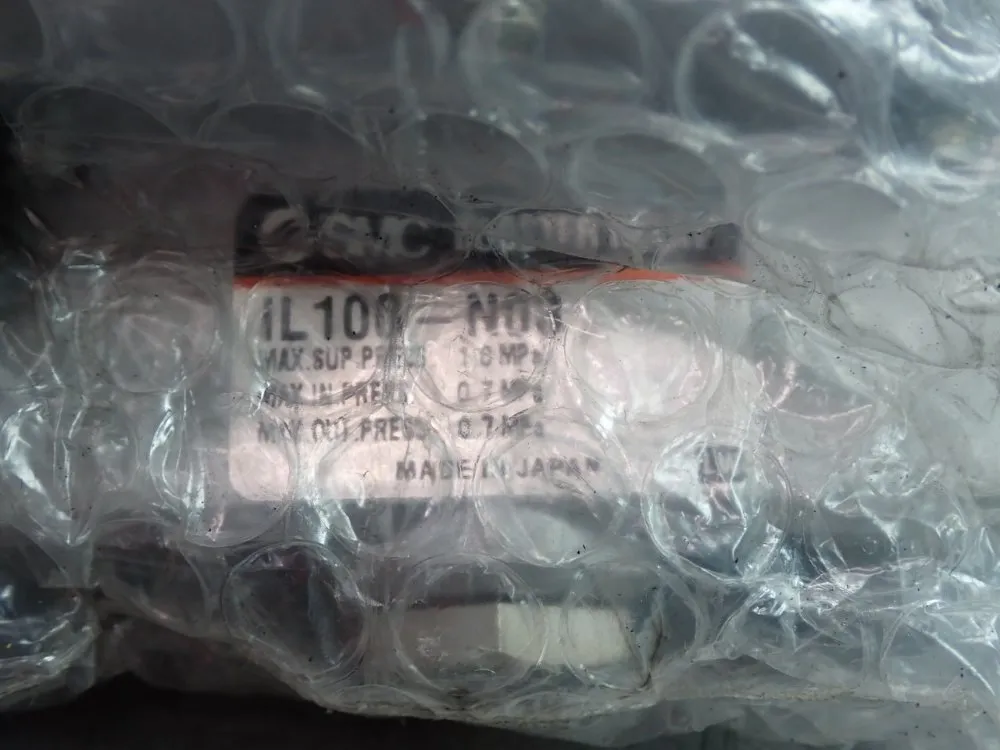 SMC
IL100-N03
MAX.SUP.PRESS. 1.0 MPa
MAX.IN.PRESS. 0.7 MPa
MAX.OUT.PRESS. 0.7 MPa
MADE IN JAPAN